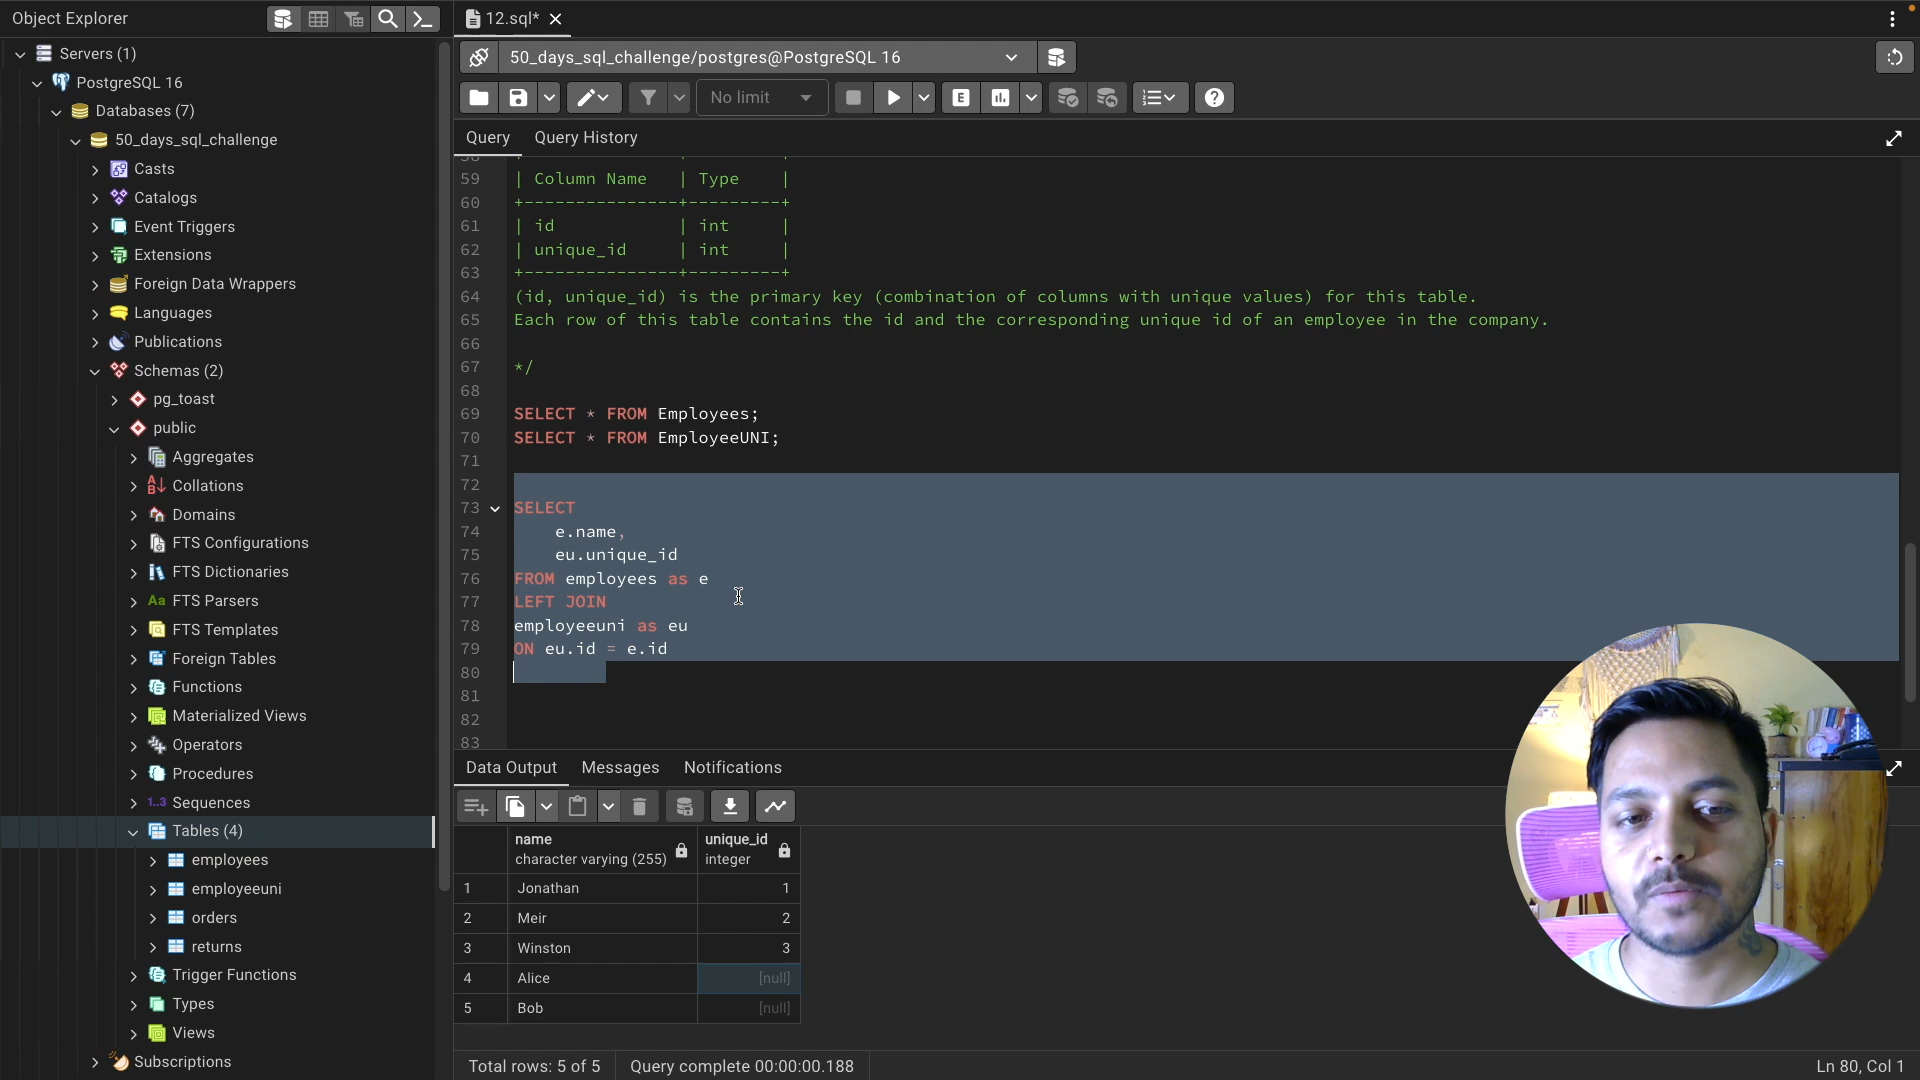 Object Explorer
12.sql*
Servers (1)
PostgreSQL 16
Databases (7)
50_days_sql_challenge
Casts
Catalogs
Event Triggers
Extensions
Foreign Data Wrappers
Languages
Publications
Schemas (2)
pg_toast
public
Aggregates
Collations
Domains
FTS Configurations
FTS Dictionaries
Aa FTS Parsers
FTS Templates
Foreign Tables
Functions
Materialized Views
Operators
Procedures
1..3 Sequences
Tables (4)
employees
employeeuni
orders
returns
Trigger Functions
Types
Views
Subscriptions
50_days_sql_challenge/postgres@PostgreSQL 16
No limit
E
Query Query History
58
59 | Column Name | Type |
60 +---------------+---------+
61 | id | int |
62 | unique_id | int |
63 +---------------+---------+
64 (id, unique_id) is the primary key (combination of columns with unique values) for this table.
65 Each row of this table contains the id and the corresponding unique id of an employee in the company.
66
67 */
68
69 SELECT * FROM Employees;
70 SELECT * FROM EmployeeUNI;
71
72
73 SELECT
74 e.name,
75 eu.unique_id
76 FROM employees as e
77 LEFT JOIN
78 employeeuni as eu
79 ON eu.id = e.id
80
81
82
83
Data Output Messages Notifications
name unique_id
character varying (255) integer
1 Jonathan 1
2 Meir 2
3 Winston 3
4 Alice [null]
5 Bob [null]
Total rows: 5 of 5 Query complete 00:00:00.188 Ln 80, Col 1